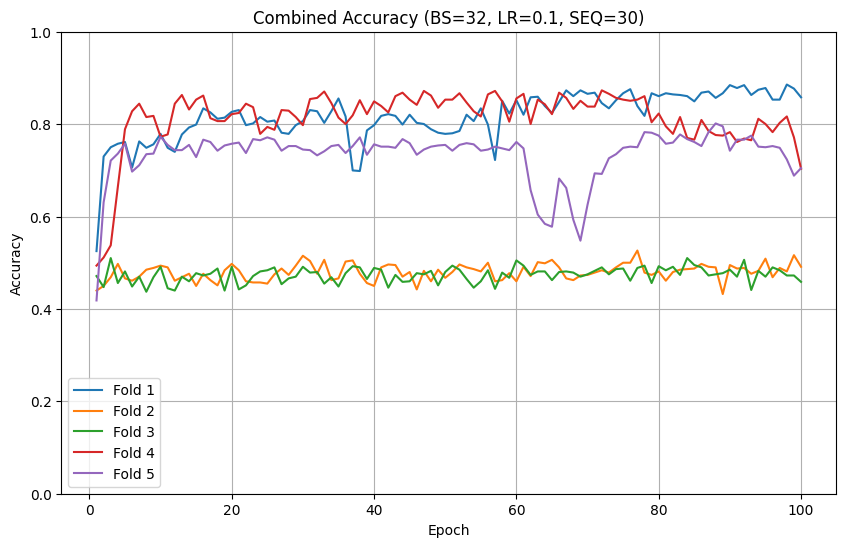 Combined Accuracy (BS=32, LR=0.1, SEQ=30)
1.0
0.8
0.6
0.4
0.2
0.0
Accuracy
Fold 1
Fold 2
Fold 3
Fold 4
Fold 5
0 20 40 60 80 100
Epoch